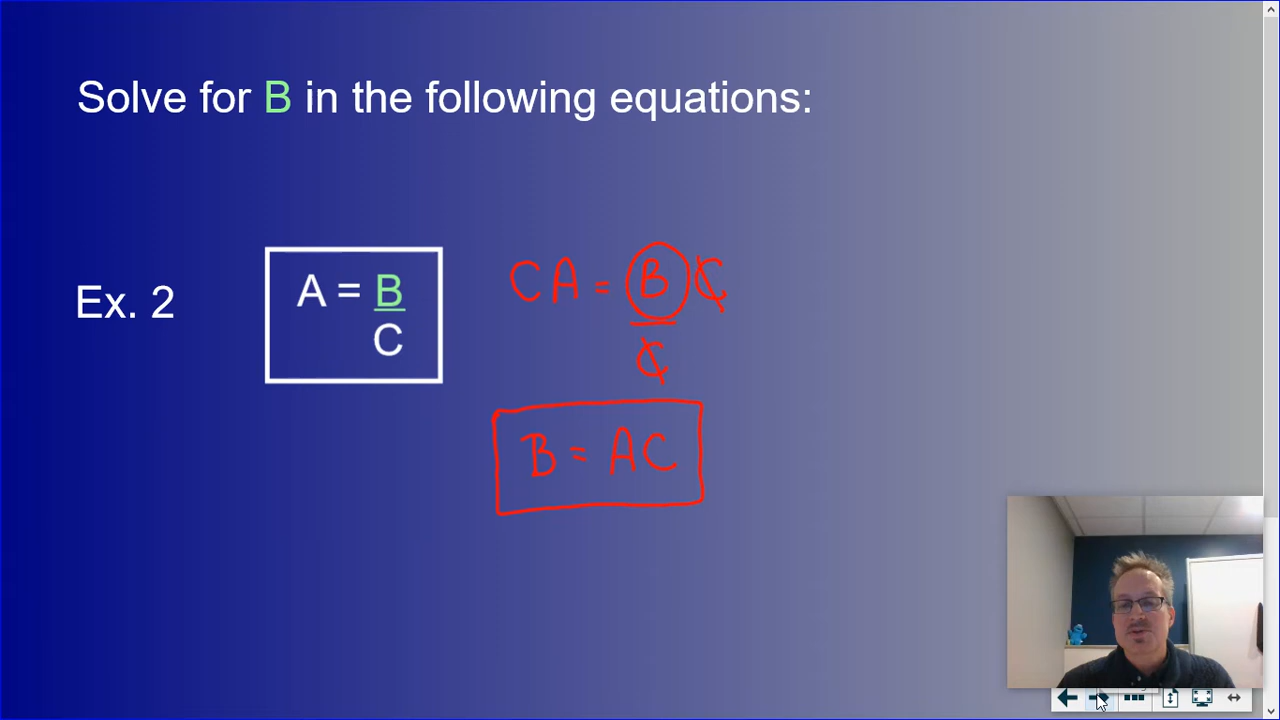 Solve for B in the following equations:
Ex. 2
A = B
C
CA = B C
C
B = AC